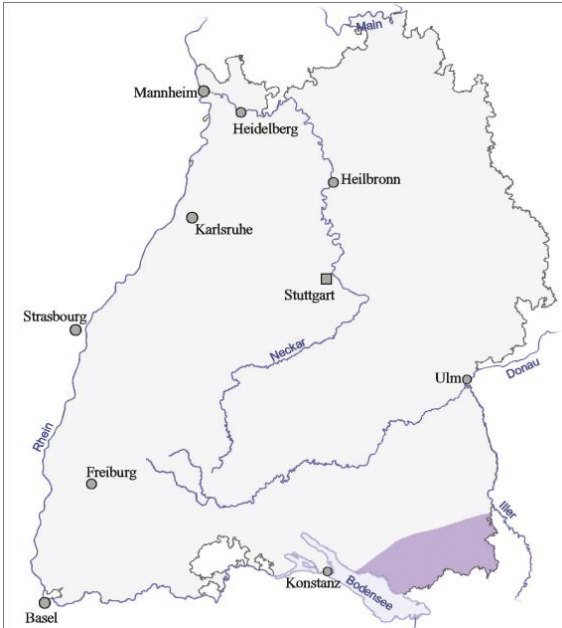 Main
Mannheim
Heidelberg
Heilbronn
Karlsruhe
Stuttgart
Strasbourg
Neckar
Donau
Ulm
Rhein
Freiburg
Iller
Konstanz
Bodensee
Basel